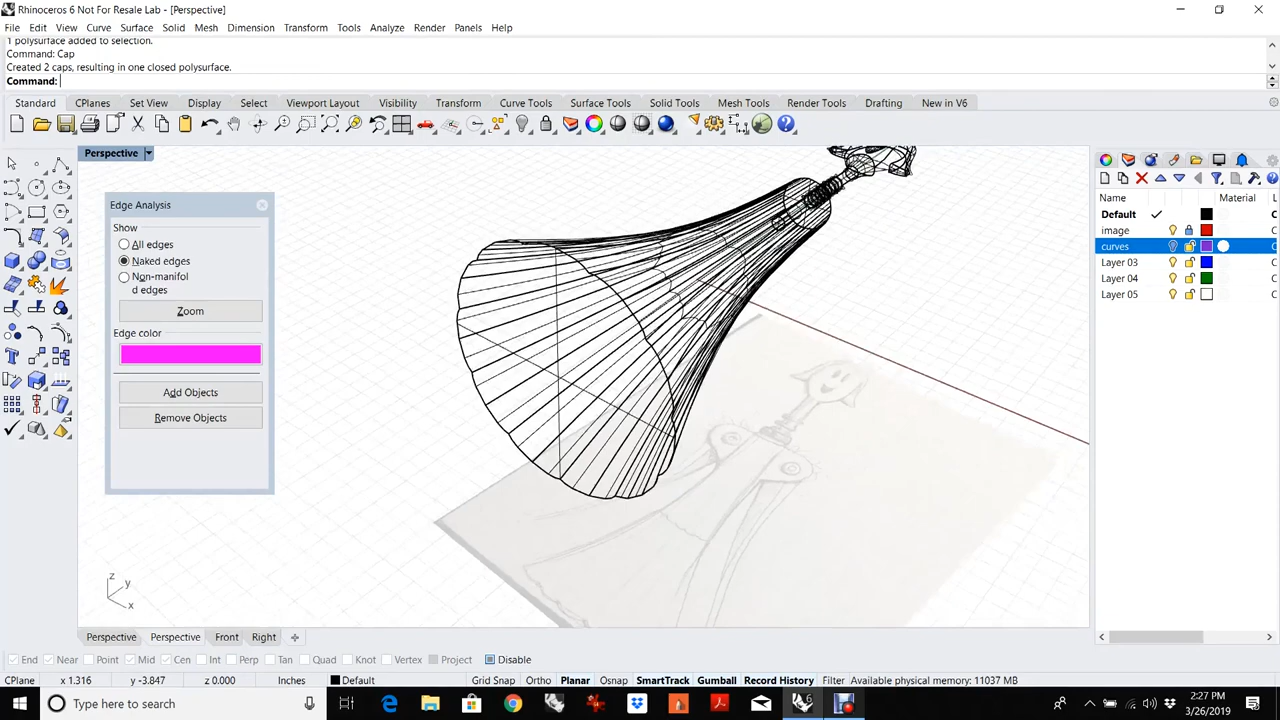 Rhinoceros 6 Not For Resale Lab - [Perspective]
File Edit View Curve Surface Solid Mesh Dimension Transform Tools Analyze Render Panels Help
1 polysurface added to selection.
Command: Cap
Created 2 caps, resulting in one closed polysurface.
Command:
Standard CPlanes Set View Display Select Viewport Layout Visibility Transform Curve Tools Surface Tools Solid Tools Mesh Tools Render Tools Drafting New in V6
Perspective
Edge Analysis
Show
All edges
Naked edges
Non-manifol
d edges
Zoom
Edge color
Add Objects
Remove Objects
Name Material L
Default
image
curves
Layer 03
Layer 04
Layer 05
z
y
x
Perspective Perspective Front Right
End Near Point Mid Cen Int Perp Tan Quad Knot Vertex Project Disable
CPlane x 1.316 y -3.847 z 0.000 Inches Default Grid Snap Ortho Planar Osnap SmartTrack Gumball Record History Filter Available physical memory: 11037 MB
Type here to search
2:27 PM
3/26/2019